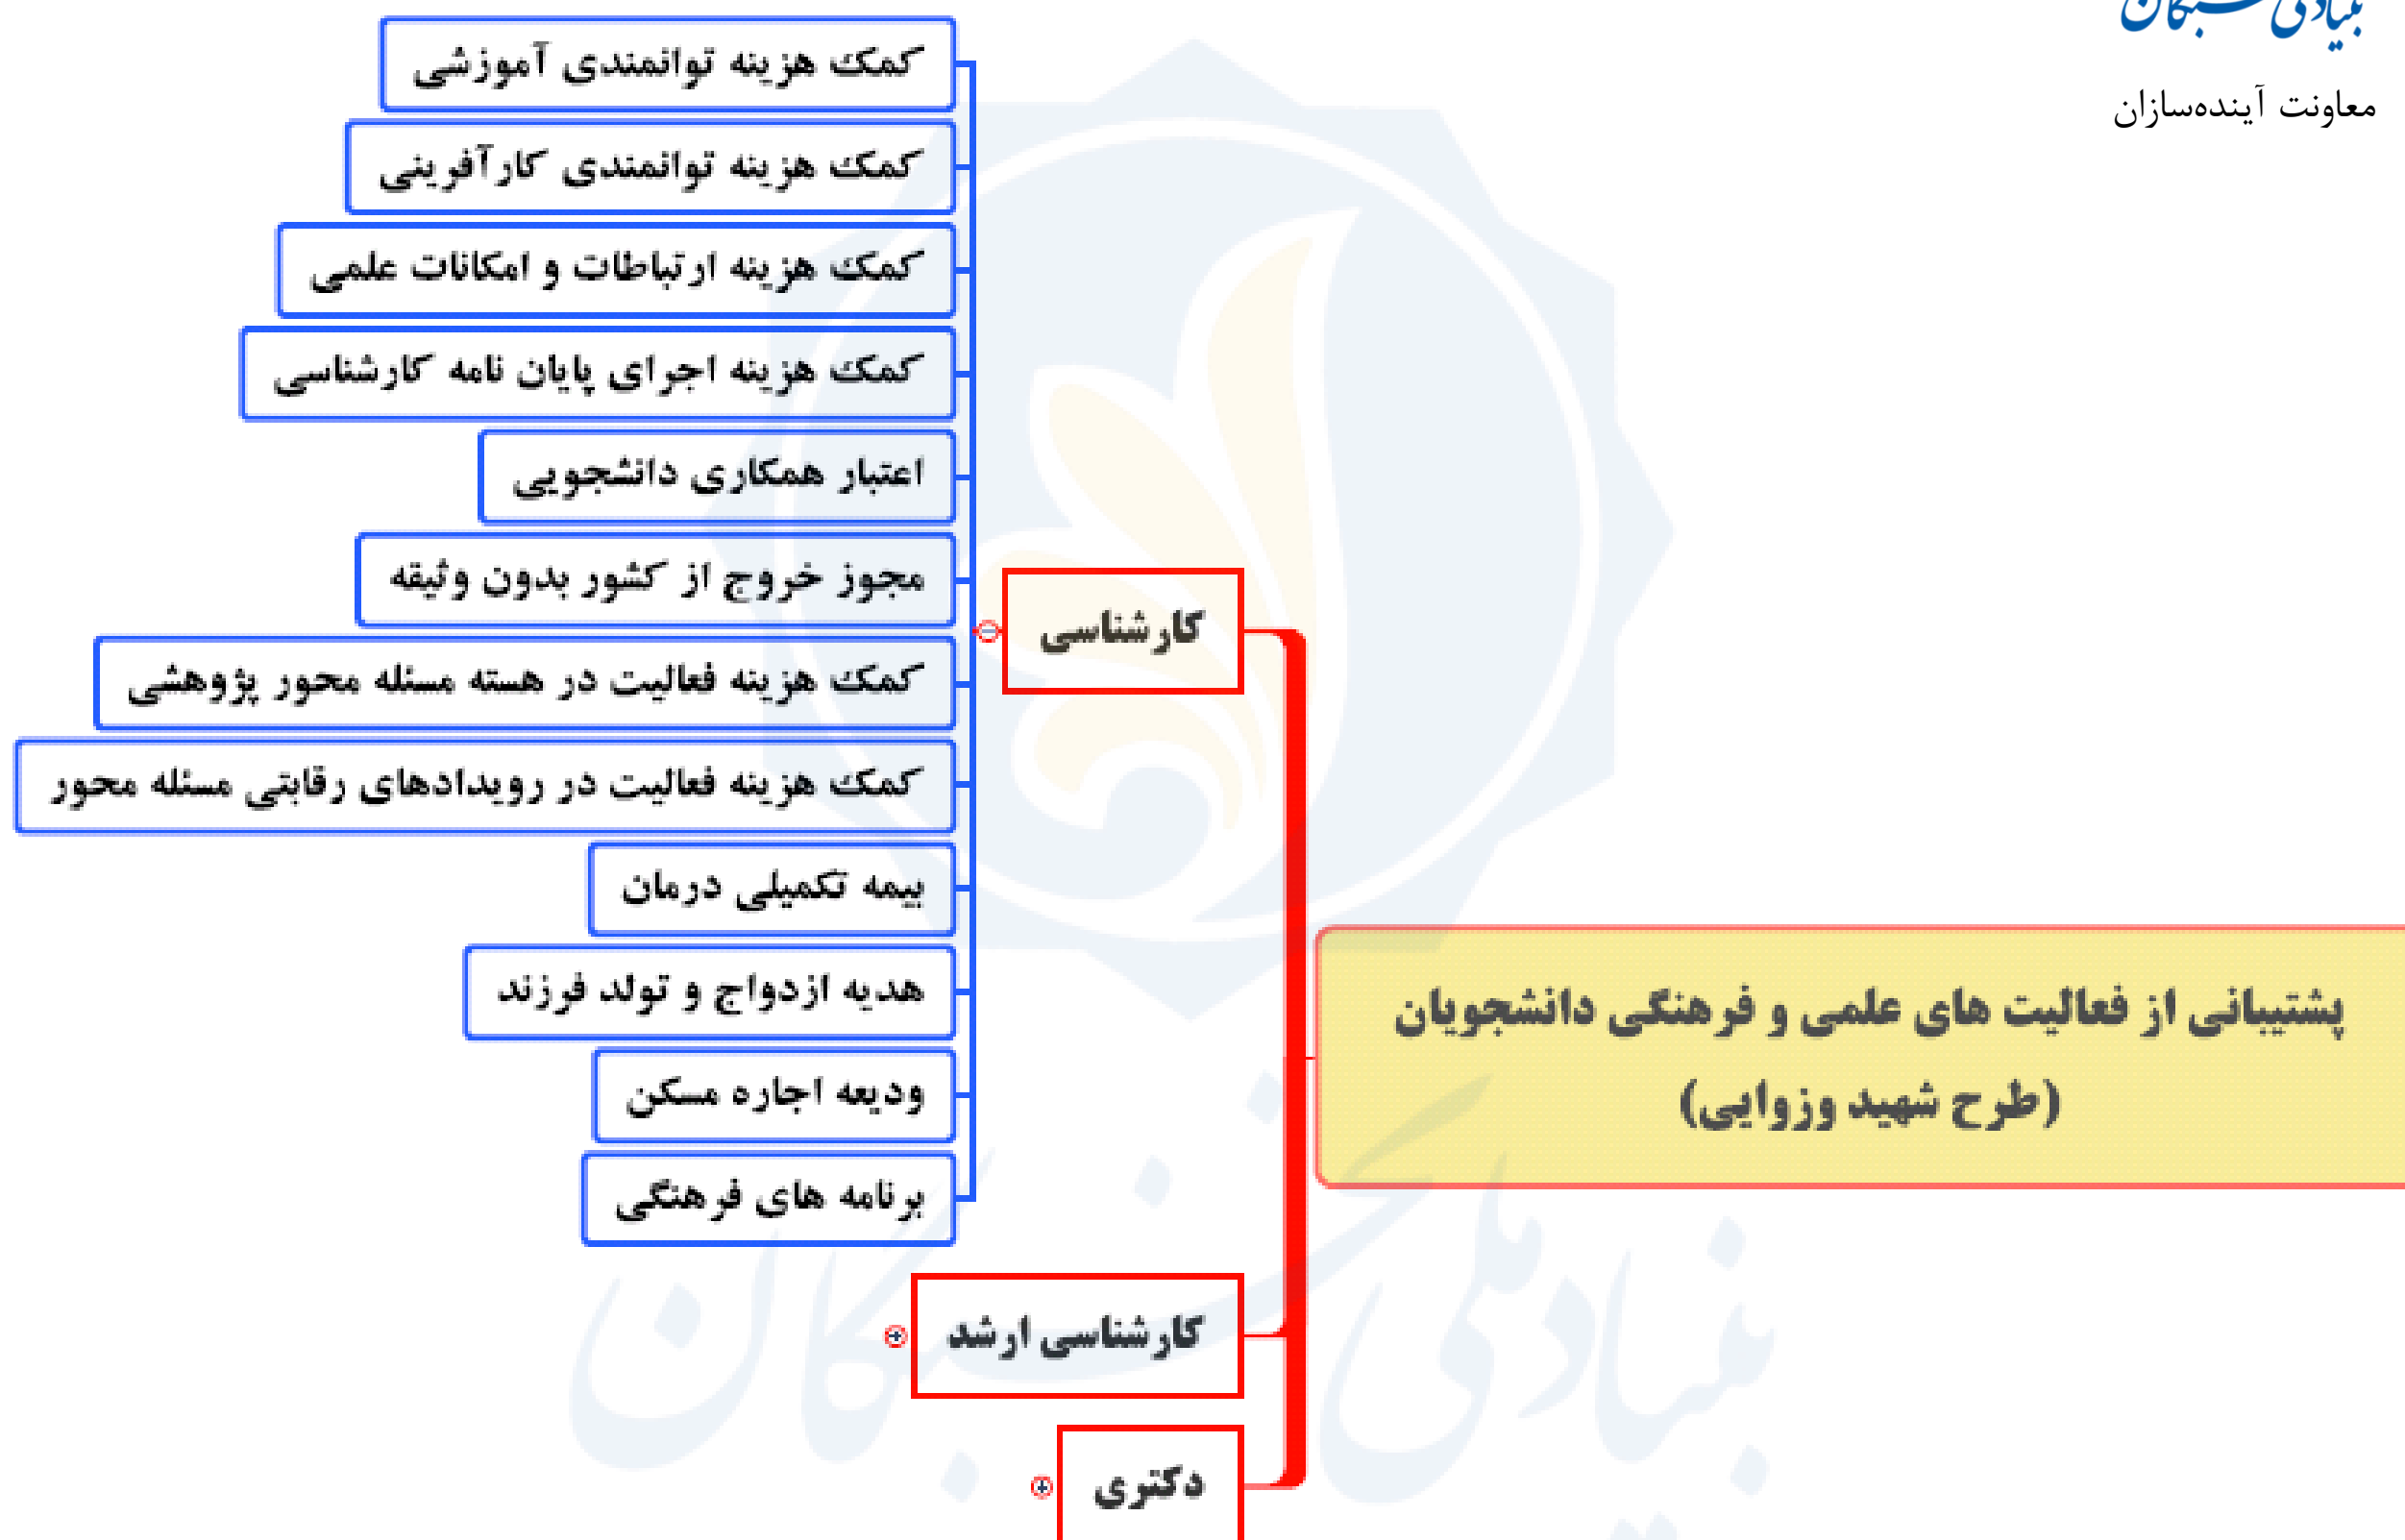 معاونت آینده‌سازان
پشتیبانی از فعالیت های علمی و فرهنگی دانشجویان
(طرح شهید وزوایی)
کارشناسی
کمک هزینه توانمندی آموزشی
کمک هزینه توانمندی کارآفرینی
کمک هزینه ارتباطات و امکانات علمی
کمک هزینه اجرای پایان نامه کارشناسی
اعتبار همکاری دانشجویی
مجوز خروج از کشور بدون وثیقه
کمک هزینه فعالیت در هسته مسئله محور پژوهشی
کمک هزینه فعالیت در رویدادهای رقابتی مسئله محور
بیمه تکمیلی درمان
هدیه ازدواج و تولد فرزند
ودیعه اجاره مسکن
برنامه های فرهنگی
کارشناسی ارشد
دکتری
بنیاد ملی نخبگان